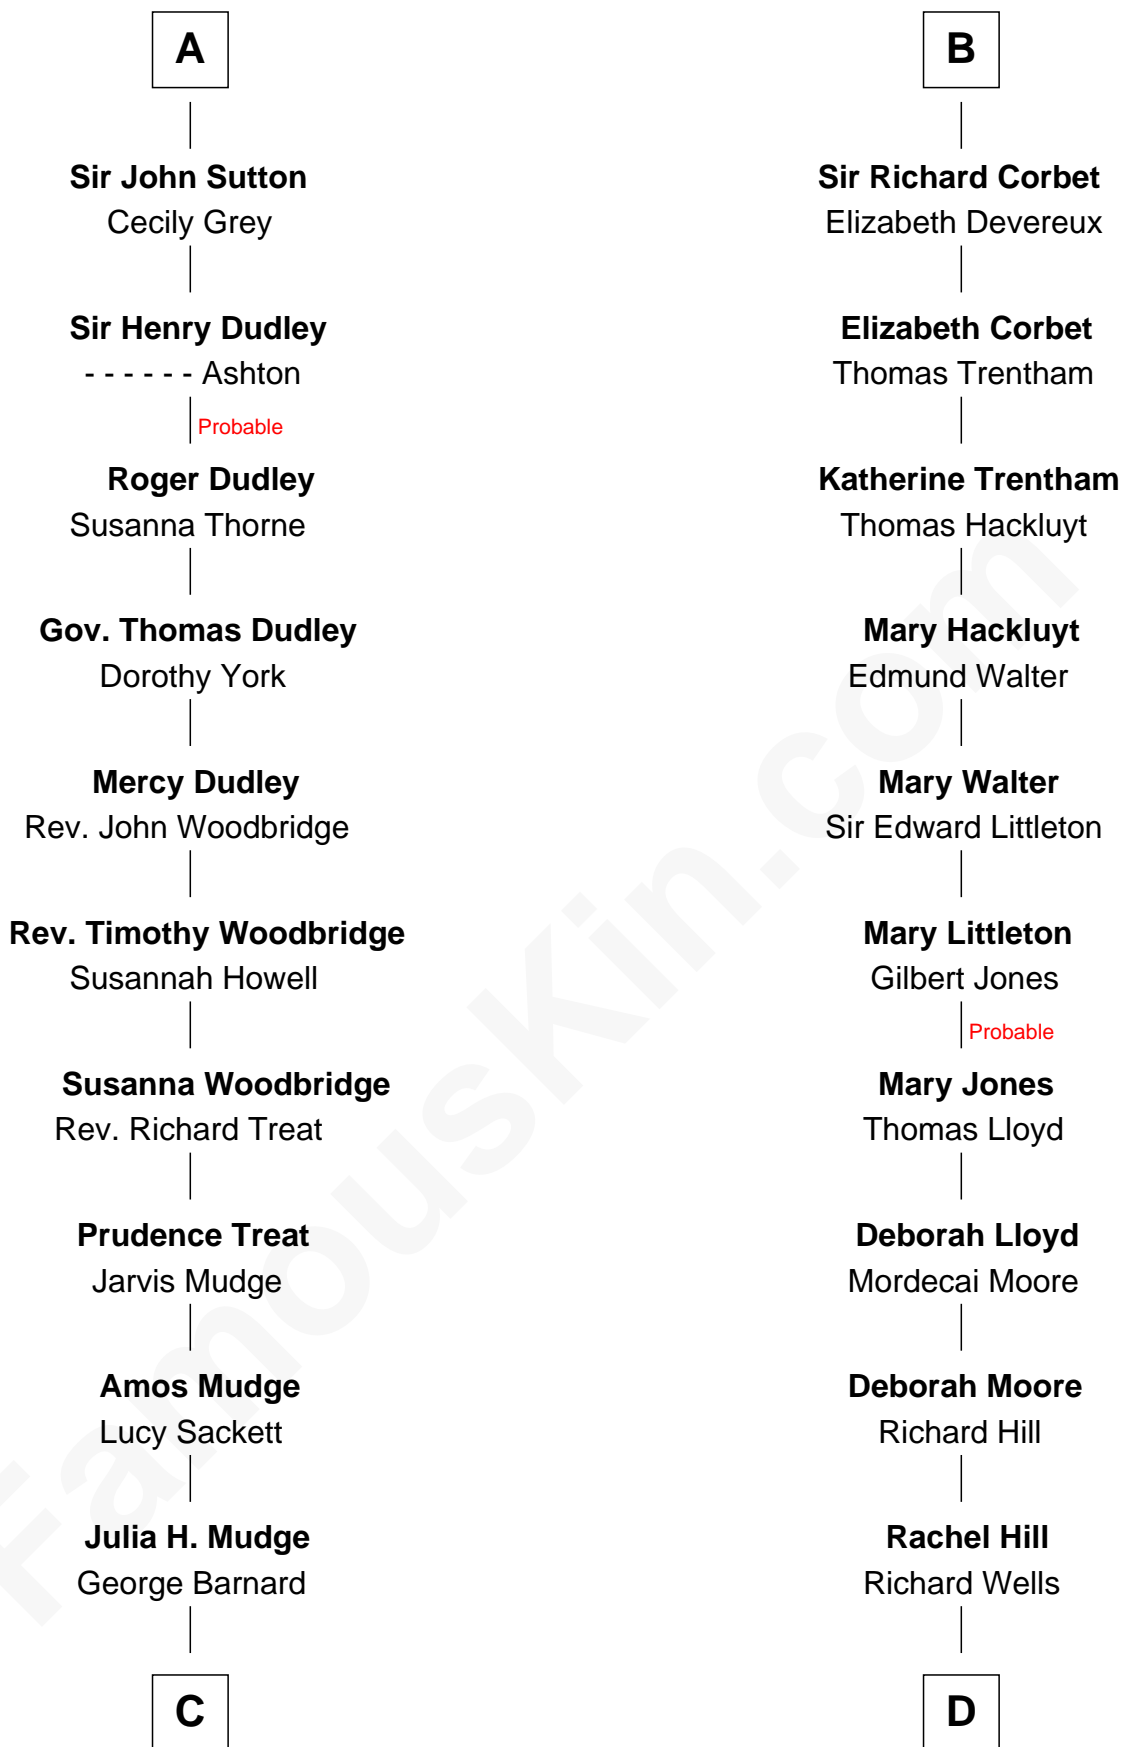 A
Sir John Sutton
Cecily Grey
Sir Henry Dudley
- - - - - - Ashton
Probable
Roger Dudley
Susanna Thorne
Gov. Thomas Dudley
Dorothy York
Mercy Dudley
Rev. John Woodbridge
Rev. Timothy Woodbridge
Susannah Howell
Susanna Woodbridge
Rev. Richard Treat
Prudence Treat
Jarvis Mudge
Amos Mudge
Lucy Sackett
Julia H. Mudge
George Barnard
C
B
Sir Richard Corbet
Elizabeth Devereux
Elizabeth Corbet
Thomas Trentham
Katherine Trentham
Thomas Hackluyt
Mary Hackluyt
Edmund Walter
Mary Walter
Sir Edward Littleton
Mary Littleton
Gilbert Jones
Probable
Mary Jones
Thomas Lloyd
Deborah Lloyd
Mordecai Moore
Deborah Moore
Richard Hill
Rachel Hill
Richard Wells
D
FamousKin.com